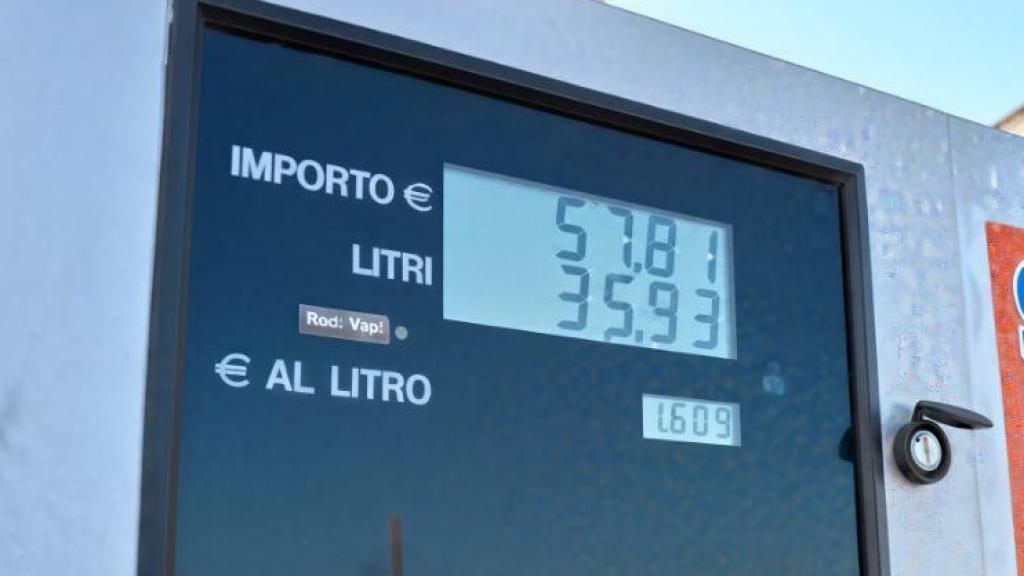 IMPORTO € 57.81
LITRI 35.93
Rod: Vap:
€ AL LITRO 1.609